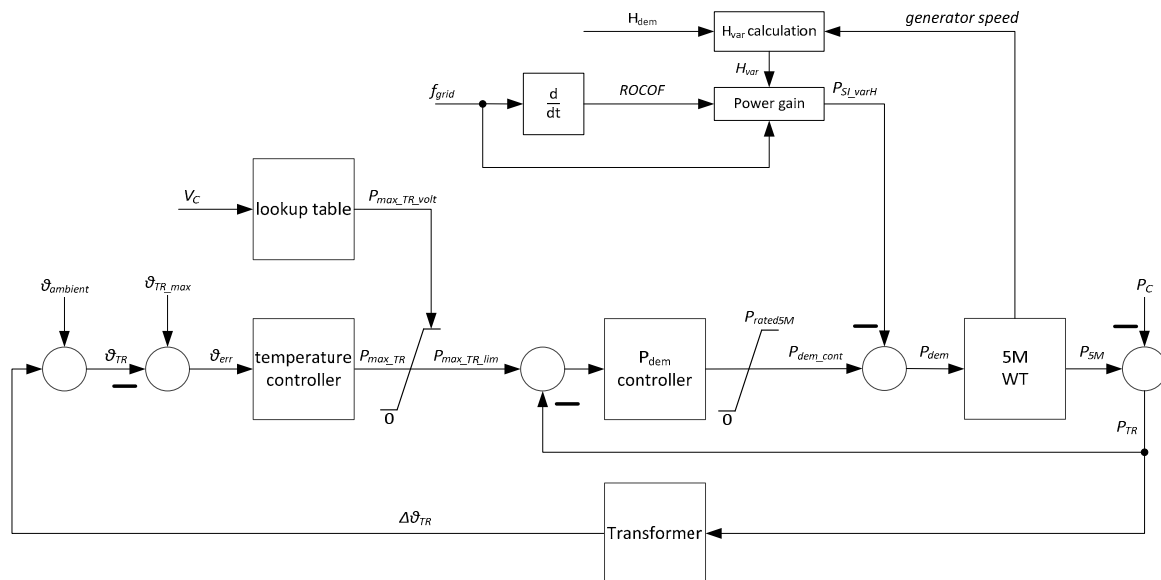 H_dem
generator speed
H_var calculation
H_var
f_grid
d
dt
ROCOF
Power gain
P_SI_varH
V_C
lookup table
P_max_TR_volt
ϑ_ambient
ϑ_TR_max
P_rated5M
P_C
ϑ_TR
ϑ_err
temperature
controller
P_max_TR
P_max_TR_lim
P_dem
controller
P_dem_cont
P_dem
5M
WT
P_5M
0
0
P_TR
Δϑ_TR
Transformer